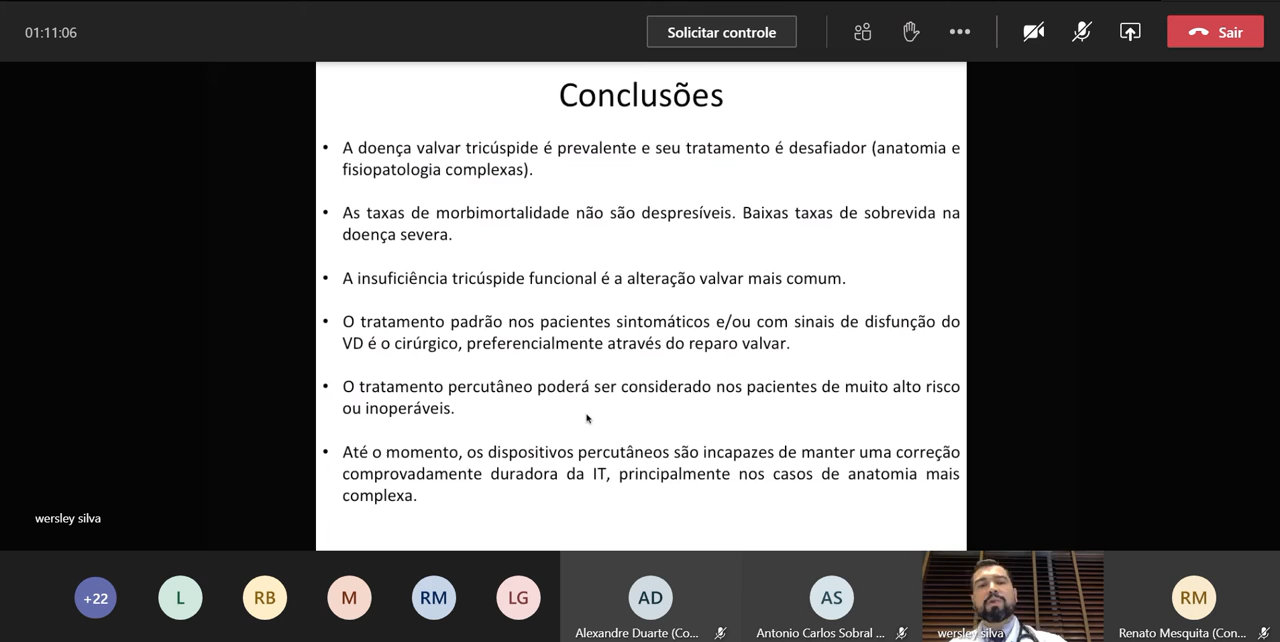 01:11:06
Solicitar controle
Sair
Conclusões
• A doença valvar tricúspide é prevalente e seu tratamento é desafiador (anatomia e
fisiopatologia complexas).
• As taxas de morbimortalidade não são despresíveis. Baixas taxas de sobrevida na
doença severa.
• A insuficiência tricúspide funcional é a alteração valvar mais comum.
• O tratamento padrão nos pacientes sintomáticos e/ou com sinais de disfunção do
VD é o cirúrgico, preferencialmente através do reparo valvar.
• O tratamento percutâneo poderá ser considerado nos pacientes de muito alto risco
ou inoperáveis.
• Até o momento, os dispositivos percutâneos são incapazes de manter uma correção
comprovadamente duradora da IT, principalmente nos casos de anatomia mais
complexa.
wersley silva
+22
L
RB
M
RM
LG
AD
AS
RM
Alexandre Duarte (Co...
Antonio Carlos Sobral ...
wersley silva
Renato Mesquita (Con...